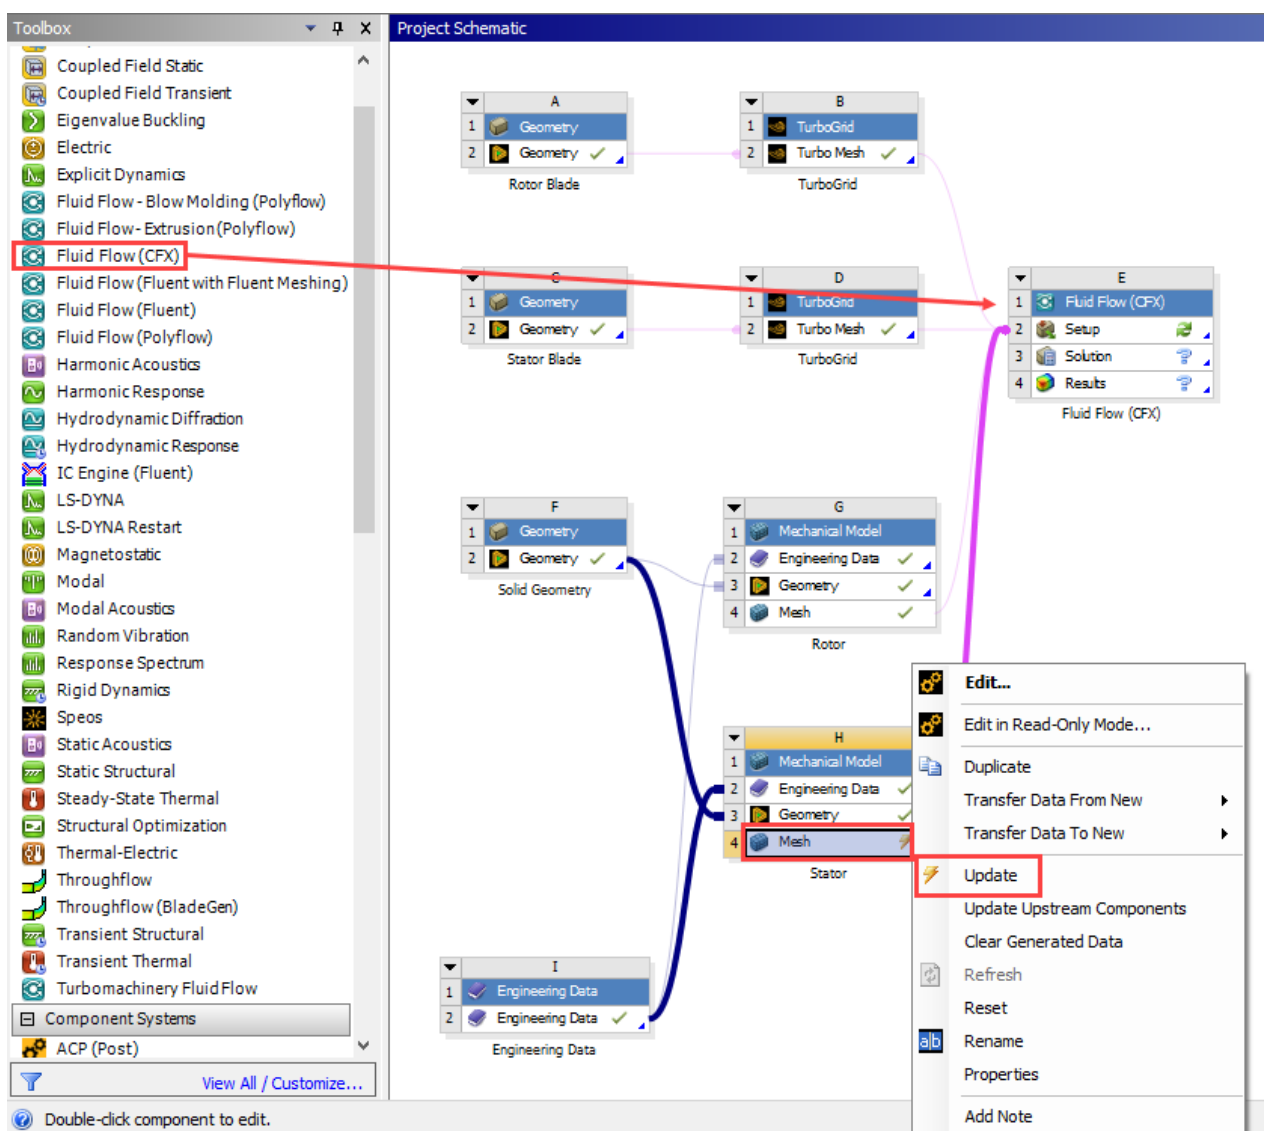 Toolbox
Coupled Field Static
Coupled Field Transient
Eigenvalue Buckling
Electric
Explicit Dynamics
Fluid Flow - Blow Molding (Polyflow)
Fluid Flow- Extrusion (Polyflow)
Fluid Flow (CFX)
Fluid Flow (Fluent with Fluent Meshing)
Fluid Flow (Fluent)
Fluid Flow (Polyflow)
Harmonic Acoustics
Harmonic Response
Hydrodynamic Diffraction
Hydrodynamic Response
IC Engine (Fluent)
LS-DYNA
LS-DYNA Restart
Magnetostatic
Modal
Modal Acoustics
Random Vibration
Response Spectrum
Rigid Dynamics
Speos
Static Acoustics
Static Structural
Steady-State Thermal
Structural Optimization
Thermal-Electric
Throughflow
Throughflow (BladeGen)
Transient Structural
Transient Thermal
Turbomachinery Fluid Flow
Component Systems
ACP (Post)
View All / Customize...
Double-click component to edit.
Project Schematic
A
1 Geometry
2 Geometry
Rotor Blade
B
1 TurboGrid
2 Turbo Mesh
TurboGrid
C
1 Geometry
2 Geometry
Stator Blade
D
1 TurboGrid
2 Turbo Mesh
TurboGrid
E
1 Fluid Flow (CFX)
2 Setup
3 Solution
4 Results
Fluid Flow (CFX)
F
1 Geometry
2 Geometry
Solid Geometry
G
1 Mechanical Model
2 Engineering Data
3 Geometry
4 Mesh
Rotor
H
1 Mechanical Model
2 Engineering Data
3 Geometry
4 Mesh
Stator
I
1 Engineering Data
2 Engineering Data
Engineering Data
Edit...
Edit in Read-Only Mode...
Duplicate
Transfer Data From New
Transfer Data To New
Update
Update Upstream Components
Clear Generated Data
Refresh
Reset
a|b Rename
Properties
Add Note